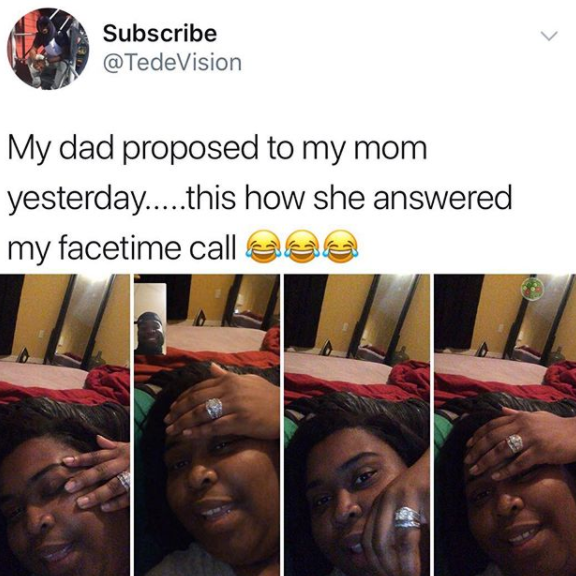 Subscribe
@TedeVision
My dad proposed to my mom
yesterday.....this how she answered
my facetime call 😂😂😂